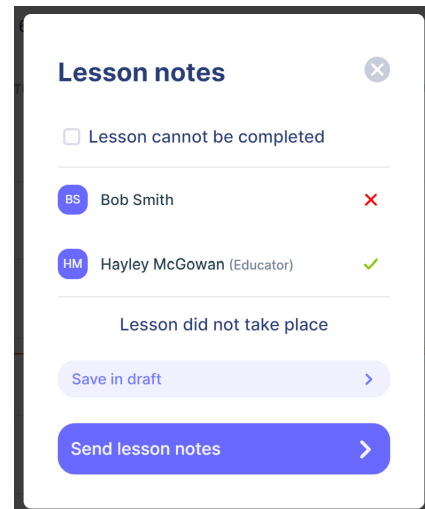 Lesson notes
Lesson cannot be completed
BS Bob Smith
HM Hayley McGowan (Educator)
Lesson did not take place
Save in draft
Send lesson notes